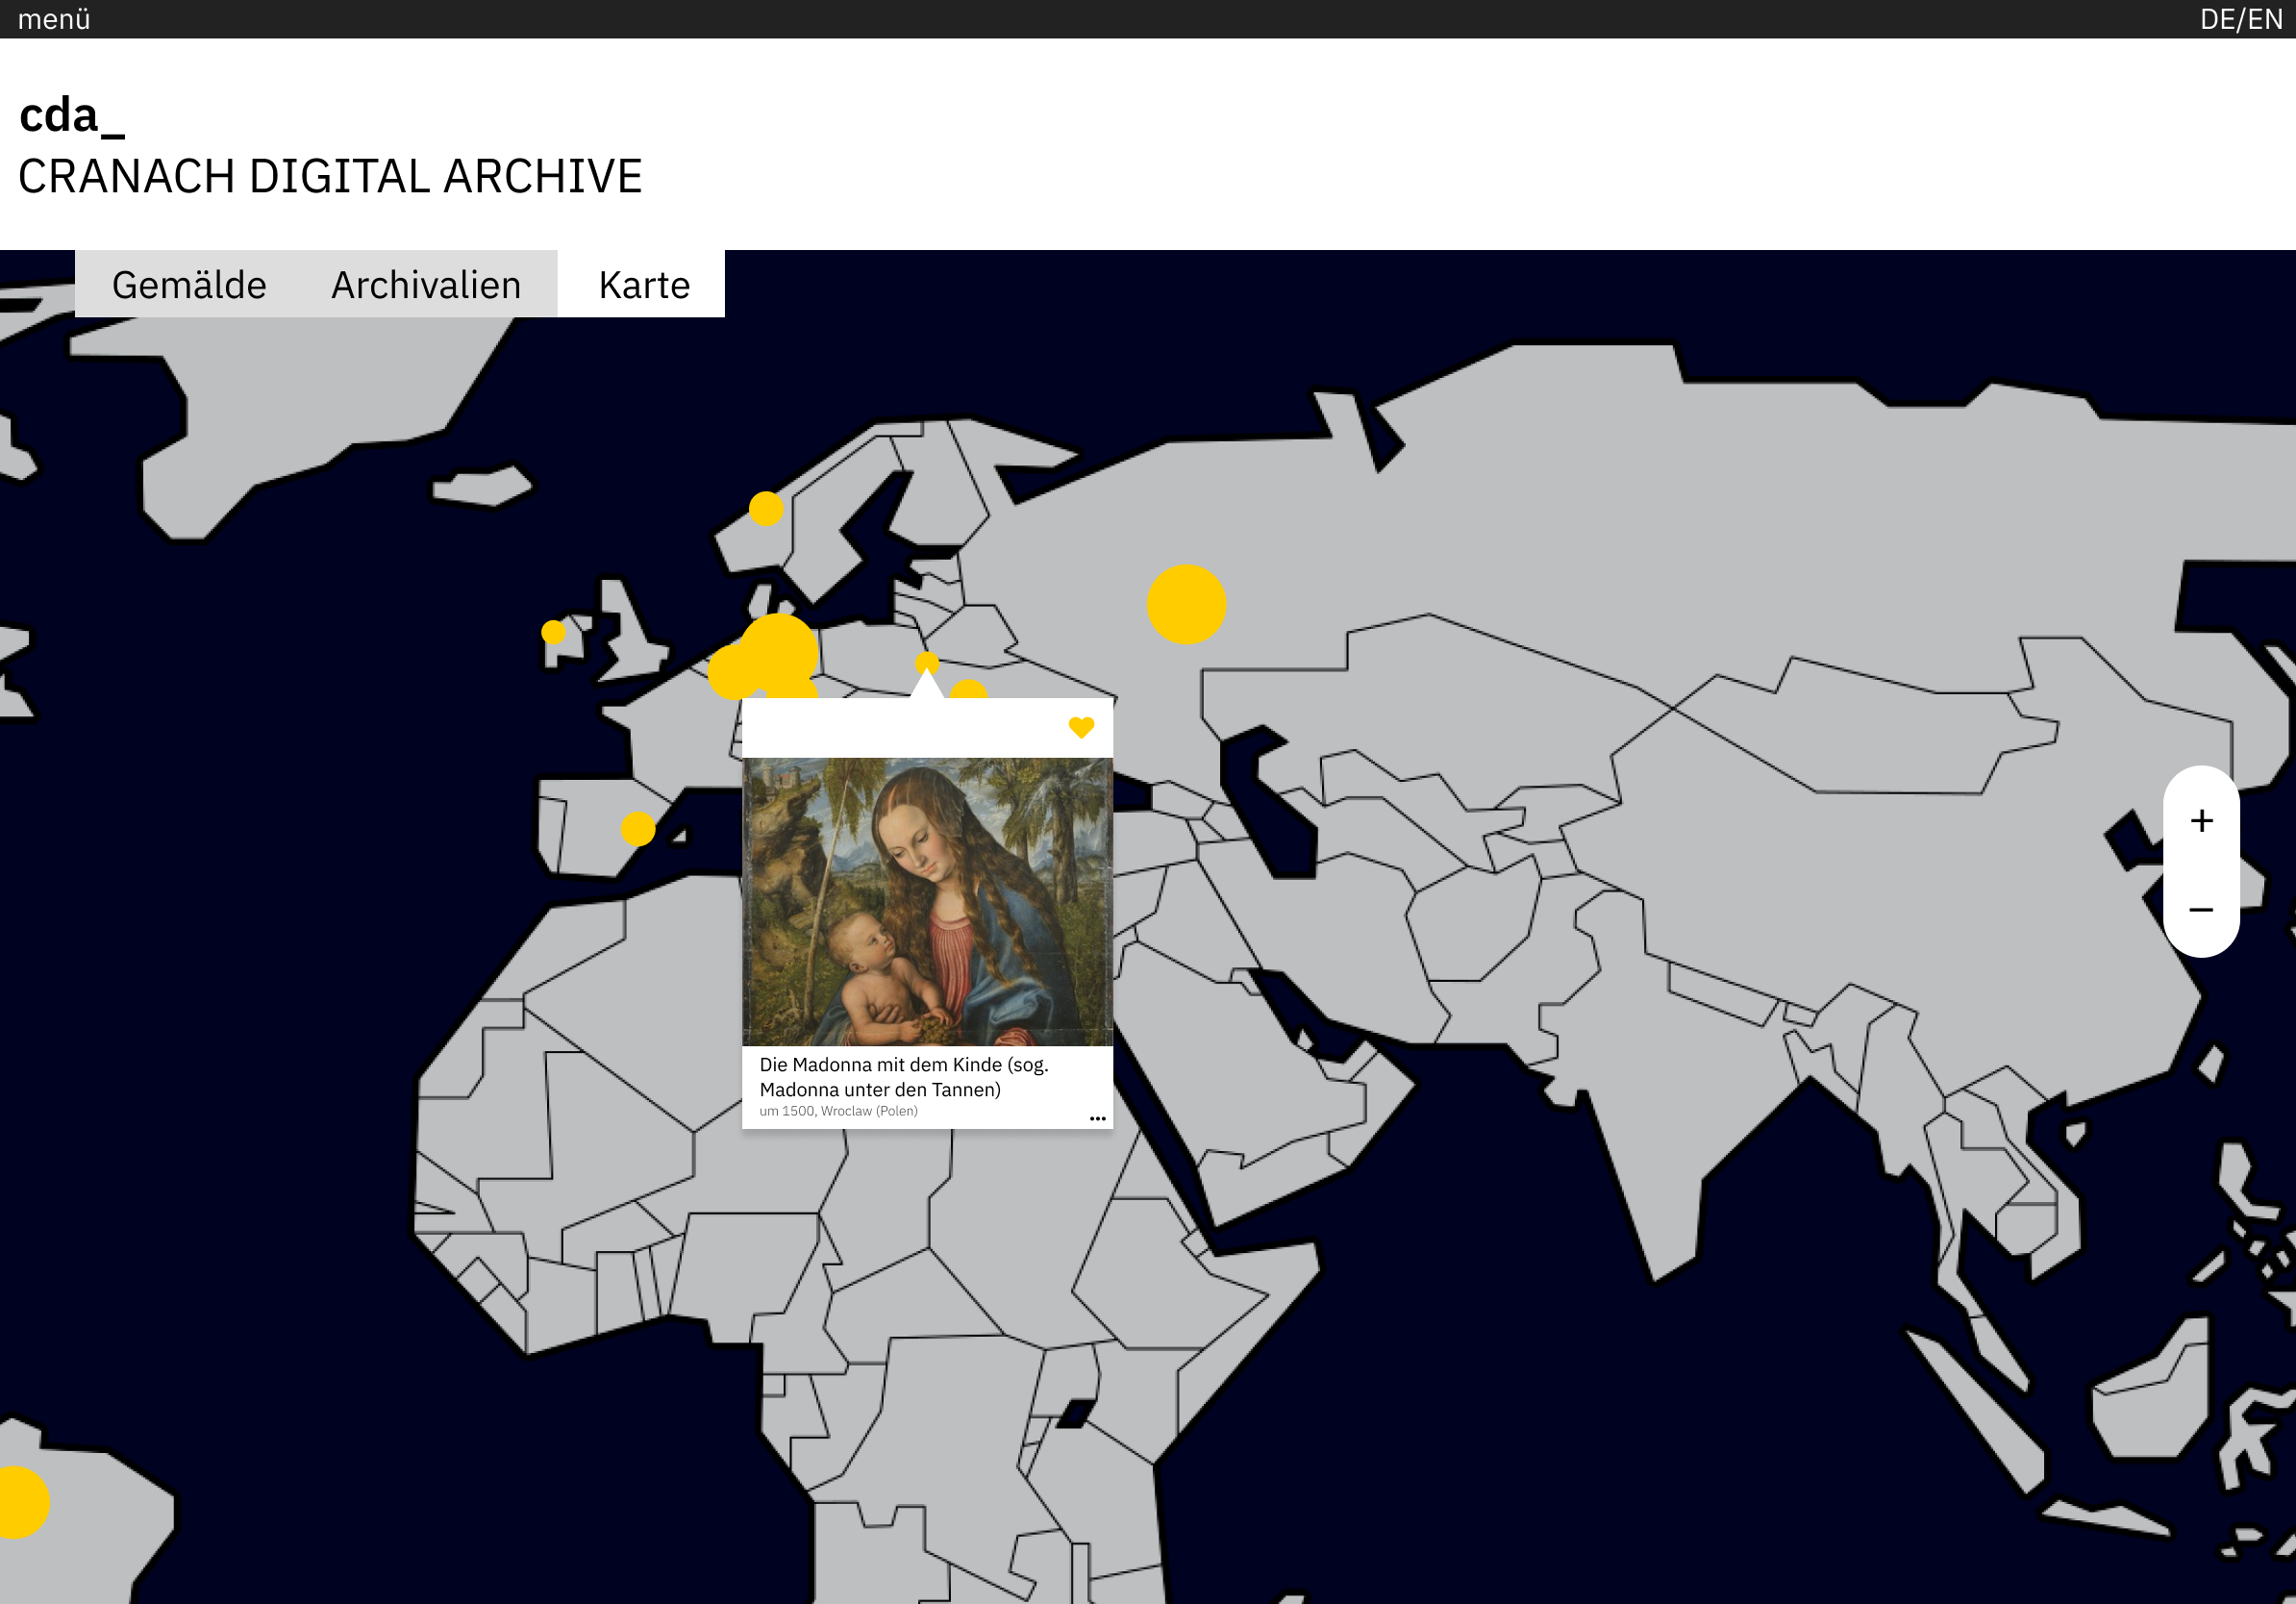 menü
DE/EN
cda_
CRANACH DIGITAL ARCHIVE
Gemälde
Archivalien
Karte
+
–
Die Madonna mit dem Kinde (sog.
Madonna unter den Tannen)
um 1500, Wroclaw (Polen)